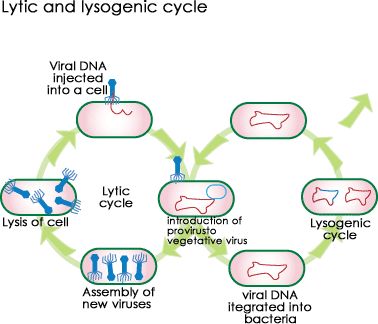 Lytic and lysogenic cycle
Viral DNA
injected
into a cell
Lytic
cycle
Lysis of cell
introduction of
provirusto
vegetative virus
Lysogenic
cycle
Assembly of
new viruses
viral DNA
itegrated into
bacteria